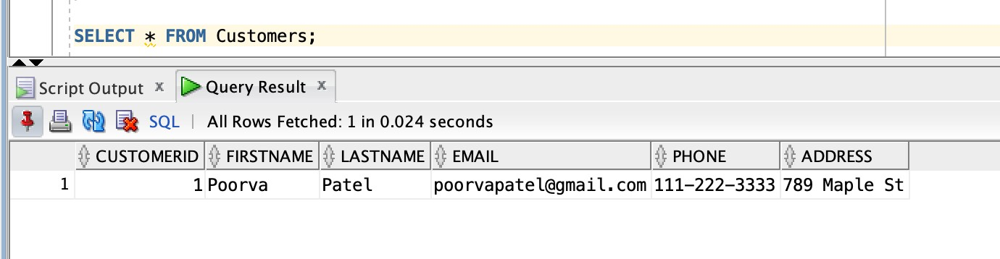 SELECT * FROM Customers;
Script Output x Query Result x
SQL | All Rows Fetched: 1 in 0.024 seconds
CUSTOMERID FIRSTNAME LASTNAME EMAIL PHONE ADDRESS
1 1 Poorva Patel poorvapatel@gmail.com 111-222-3333 789 Maple St